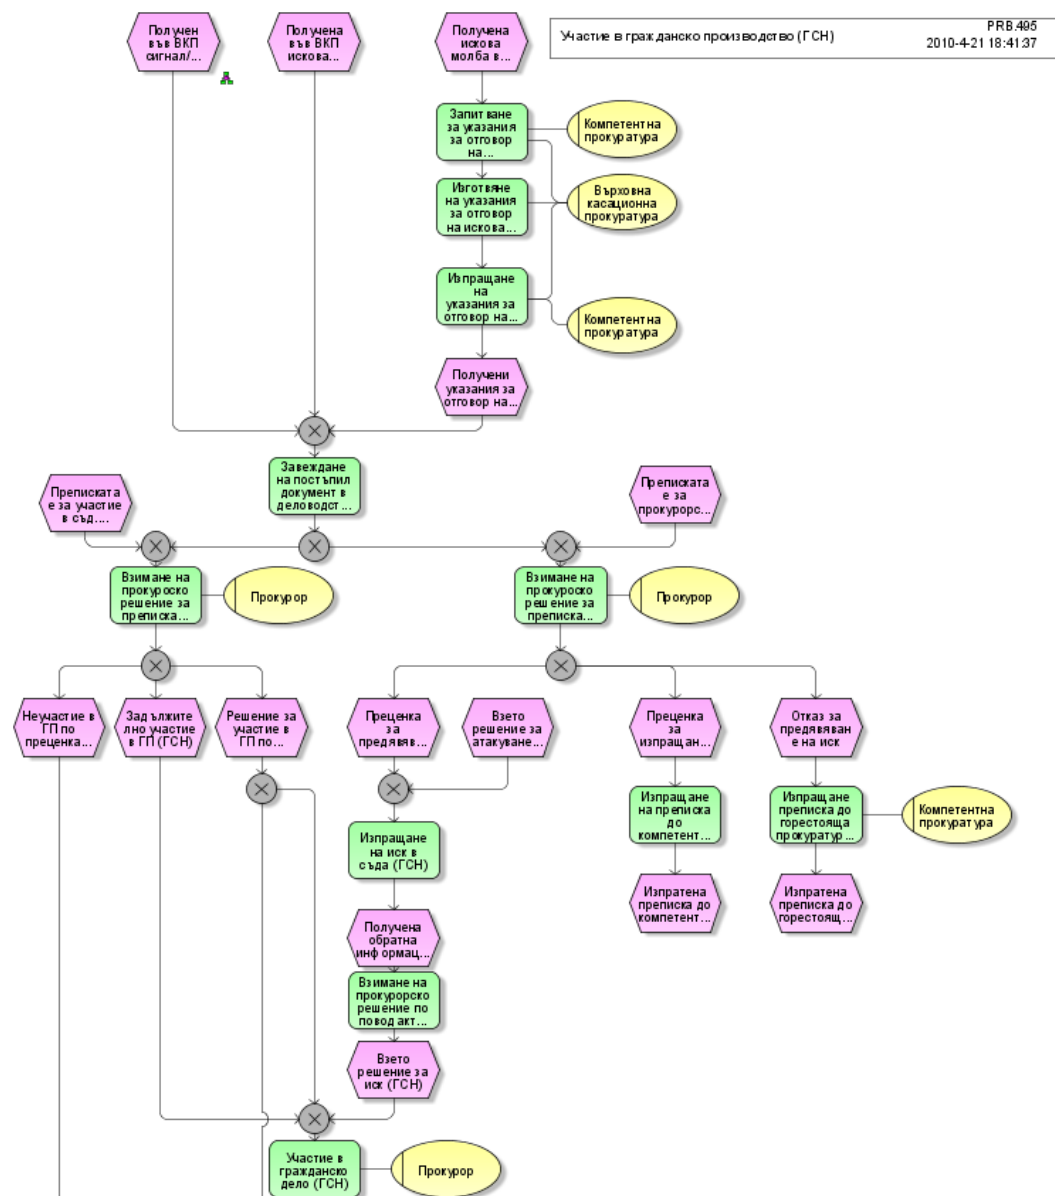 Участие в гражданско производство (ГСН)
PRB.495
2010-4-21 18:41:37
Получен
във ВКП
сигнал/...
Получена
във ВКП
искова...
Получена
искова
молба в...
Запитване
за указания
за отговор
на...
Компетентна
прокуратура
Изготвяне
на указания
за отговор
на искова...
Върховна
касационна
прокуратура
Изпращане
на
указания за
отговор на...
Компетентна
прокуратура
Получени
указания за
отговор на...
Завеждане
на постъпил
документ в
деловодст...
Преписката
е за участие
в съд....
Преписката
е за
прокурорс...
Взимане на
прокуроско
решение за
преписка...
Прокурор
Взимане на
прокуроско
решение за
преписка...
Прокурор
Неучастие в
ГП по
преценка...
Задължите
лно участие
в ГП (ГСН)
Решение за
участие в
ГП по...
Преценка
за
предявяв...
Взето
решение за
атакуване...
Преценка
за
изпращан...
Отказ за
предявяван
е на иск
Изпращане
на иск в
съда (ГСН)
Изпращане
на преписка
до
компетент...
Изпращане
преписка до
горестояща
прокуратур...
Компетентна
прокуратура
Получена
обратна
информац...
Изпратена
преписка до
компетент...
Изпратена
преписка до
горестоящ...
Взимане на
прокурорско
решение по
повод акт...
Взето
решение за
иск (ГСН)
Участие в
гражданско
дело (ГСН)
Прокурор